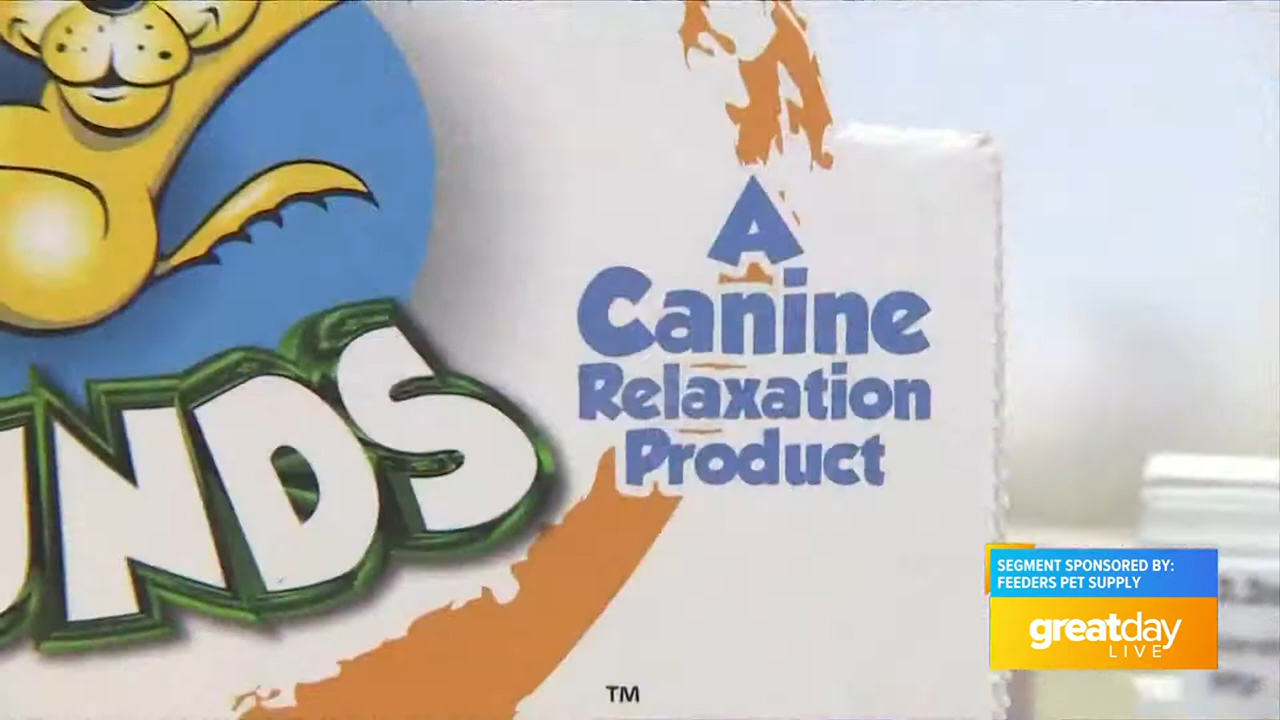 A
Canine
Relaxation
Product
NDS
TM
SEGMENT SPONSORED BY:
FEEDERS PET SUPPLY
greatday
LIVE